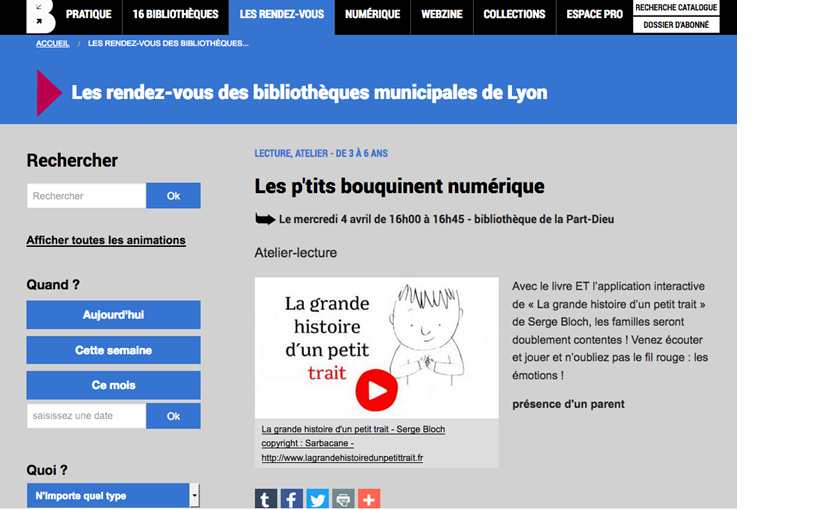 B
PRATIQUE
16 BIBLIOTHÈQUES
LES RENDEZ-VOUS
NUMÉRIQUE
WEBZINE
COLLECTIONS
ESPACE PRO
RECHERCHE CATALOGUE
DOSSIER D'ABONNÉ
ACCUEIL / LES RENDEZ-VOUS DES BIBLIOTHÈQUES...
Les rendez-vous des bibliothèques municipales de Lyon
Rechercher
Rechercher
Ok
Afficher toutes les animations
Quand ?
Aujourd'hui
Cette semaine
Ce mois
saisissez une date
Ok
Quoi ?
N'Importe quel type
LECTURE, ATELIER - DE 3 À 6 ANS
Les p'tits bouquinent numérique
Le mercredi 4 avril de 16h00 à 16h45 - bibliothèque de la Part-Dieu
Atelier-lecture
La grande
histoire
d'un petit
trait
La grande histoire d'un petit trait - Serge Bloch
copyright : Sarbacane -
http://www.lagrandehistoiredunpetittrait.fr
Avec le livre ET l'application interactive
de « La grande histoire d'un petit trait »
de Serge Bloch, les familles seront
doublement contentes ! Venez écouter
et jouer et n'oubliez pas le fil rouge : les
émotions !
présence d'un parent